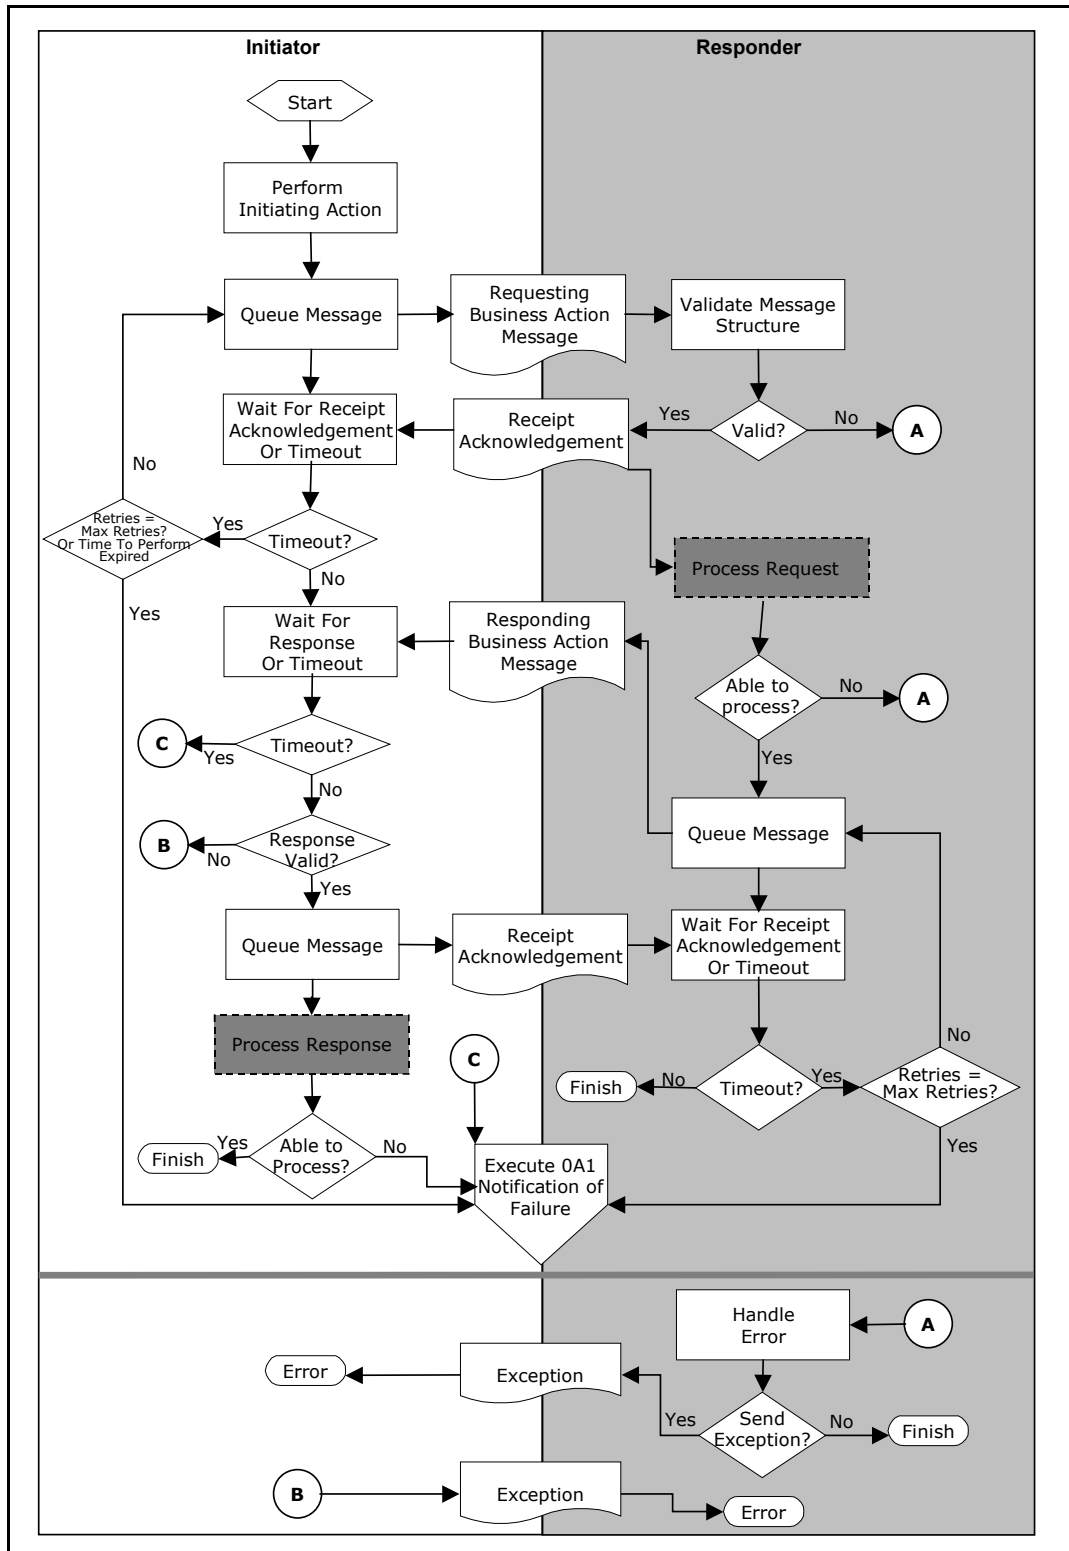 Initiator
Responder
Start
Perform
Initiating Action
Queue Message
Requesting
Business Action
Message
Validate Message
Structure
Wait For Receipt
Acknowledgement
Or Timeout
Receipt
Acknowledgement
Yes
Valid?
No
A
No
Retries =
Max Retries?
Or Time To Perform
Expired
Yes
Timeout?
Process Request
No
Yes
Wait For
Response
Or Timeout
Responding
Business Action
Message
Able to
process?
No
A
C
Yes
Timeout?
Yes
No
B
No
Response
Valid?
Queue Message
Yes
Queue Message
Receipt
Acknowledgement
Wait For Receipt
Acknowledgement
Or Timeout
Process Response
C
No
Finish
No
Timeout?
Yes
Retries =
Max Retries?
Finish
Yes
Able to
Process?
No
Execute 0A1
Notification of
Failure
Yes
Handle
Error
A
Error
Exception
Yes
Send
Exception?
No
Finish
B
Exception
Error